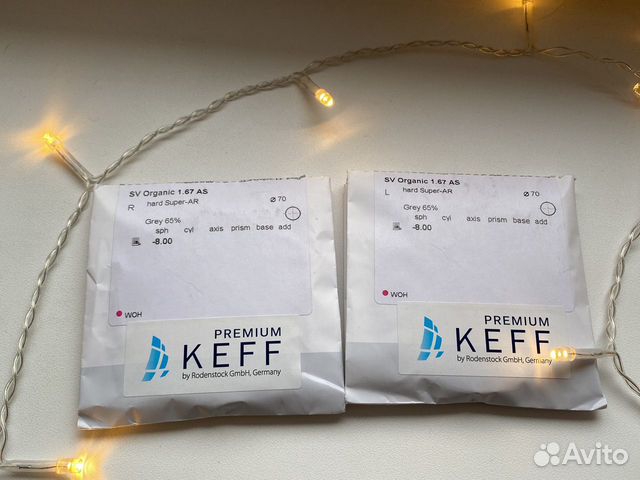 SV Organic 1.67 AS
R hard Super-AR ⌀ 70
Grey 65%
sph cyl axis prism base add
-8.00
WOH
PREMIUM
KEFF
by Rodenstock GmbH, Germany
SV Organic 1.67 AS
L hard Super-AR ⌀ 70
Grey 65%
sph cyl axis prism base add
-8.00
WOH
PREMIUM
KEFF
by Rodenstock GmbH, Germany
Avito